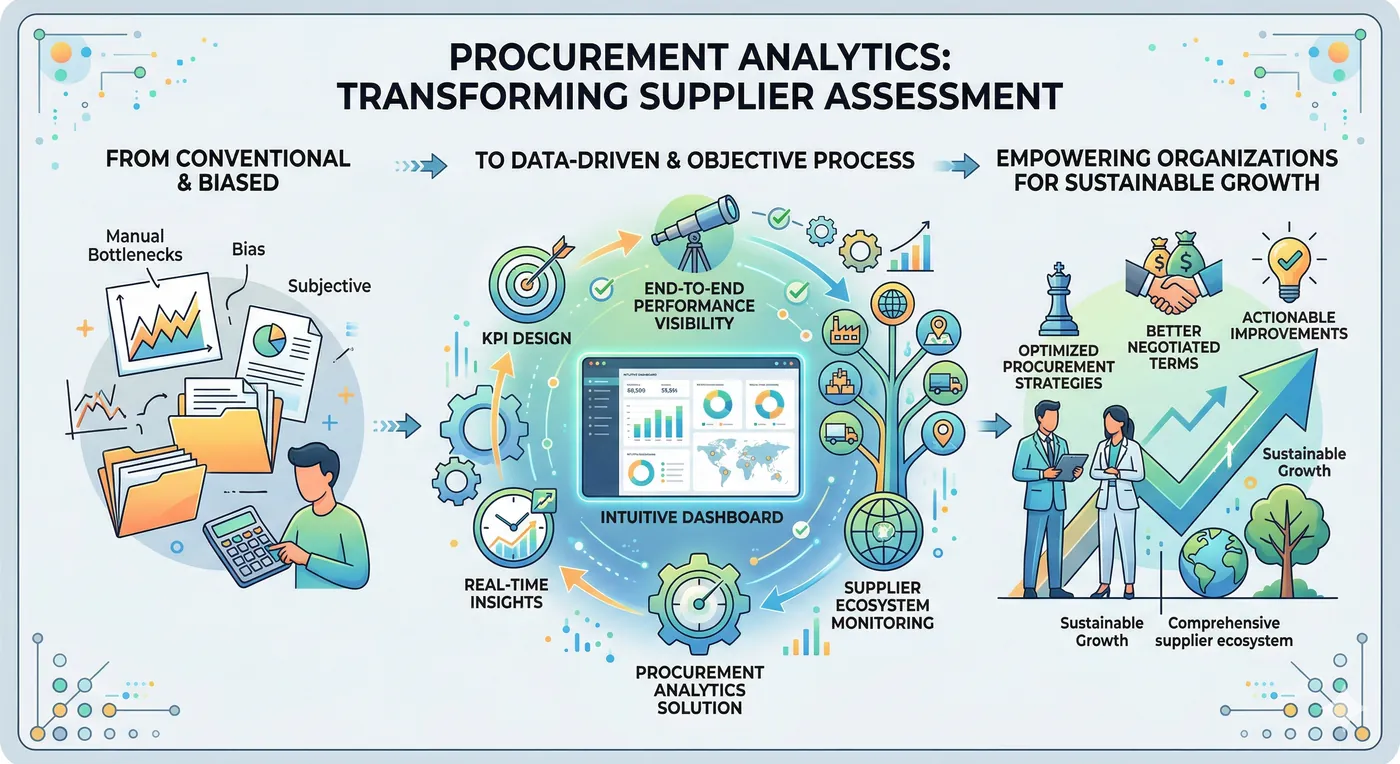 PROCUREMENT ANALYTICS:
TRANSFORMING SUPPLIER ASSESSMENT
FROM CONVENTIONAL
& BIASED
TO DATA-DRIVEN & OBJECTIVE PROCESS
EMPOWERING ORGANIZATIONS
FOR SUSTAINABLE GROWTH
Manual
Bottlenecks
Bias
Subjective
KPI DESIGN
END-TO-END
PERFORMANCE
VISIBILITY
INTUITIVE DASHBOARD
REAL-TIME
INSIGHTS
PROCUREMENT
ANALYTICS
SOLUTION
SUPPLIER
ECOSYSTEM
MONITORING
OPTIMIZED
PROCUREMENT
STRATEGIES
$ $
BETTER
NEGOTIATED
TERMS
ACTIONABLE
IMPROVEMENTS
Sustainable
Growth
Sustainable
Growth
Comprehensive
supplier ecosystem